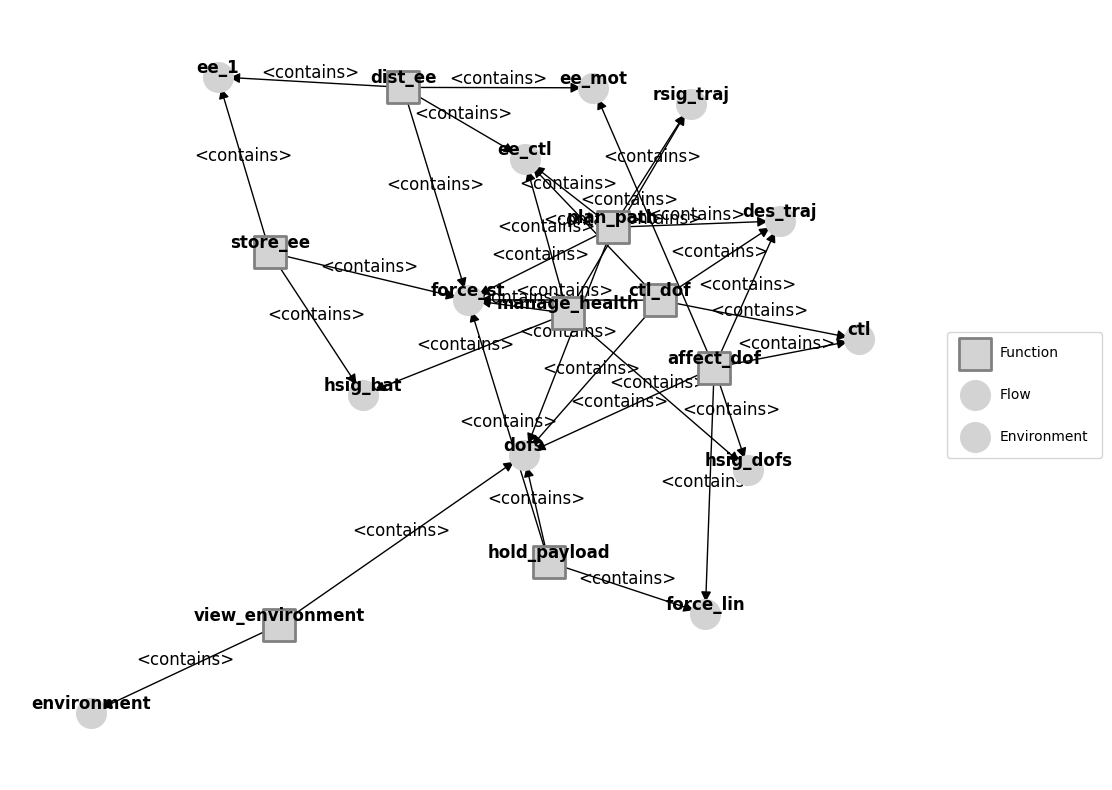 ee_1
<contains>
dist_ee
<contains>
ee_mot
rsig_traj
<contains>
ee_ctl
<contains>
<contains>
<contains>
<contains>
<contains>
plan_path
<contains>
des_traj
<contains>
store_ee
<contains>
<contains>
<contains>
<contains>
force_st
<contains>
ctl_dof
<contains>
manage_health
<contains>
<contains>
<contains>
ctl
<contains>
<contains>
affect_dof
<contains>
hsig_bat
<contains>
<contains>
<contains>
<contains>
dofs
hsig_dofs
<contains>
<contains>
<contains>
hold_payload
<contains>
force_lin
view_environment
<contains>
environment
Function
Flow
Environment